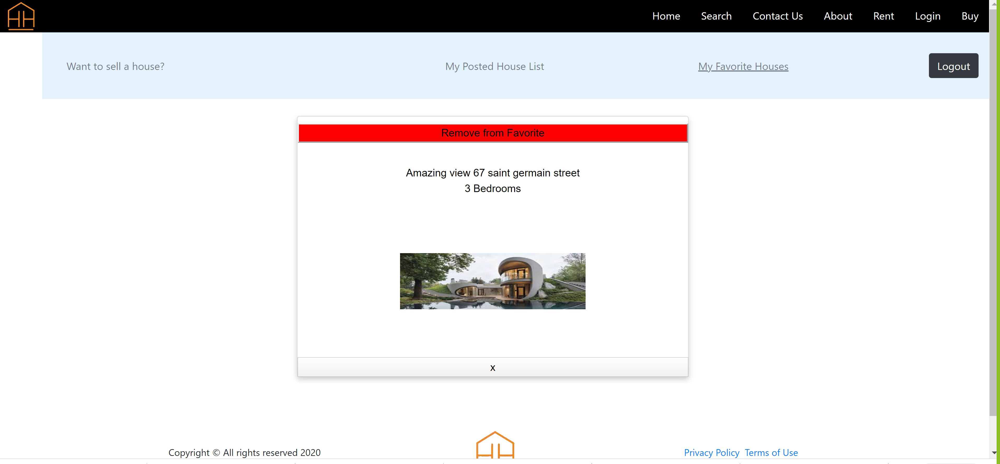 Home Search Contact Us About Rent Login Buy
Want to sell a house? My Posted House List My Favorite Houses Logout
Remove from Favorite
Amazing view 67 saint germain street
3 Bedrooms
x
Copyright © All rights reserved 2020 Privacy Policy Terms of Use